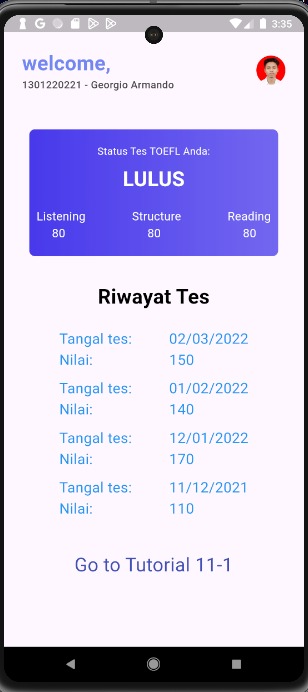 3:35
welcome,
1301220221 - Georgio Armando
Status Tes TOEFL Anda:
LULUS
Listening Structure Reading
80 80 80
Riwayat Tes
Tangal tes: 02/03/2022
Nilai: 150
Tangal tes: 01/02/2022
Nilai: 140
Tangal tes: 12/01/2022
Nilai: 170
Tangal tes: 11/12/2021
Nilai: 110
Go to Tutorial 11-1